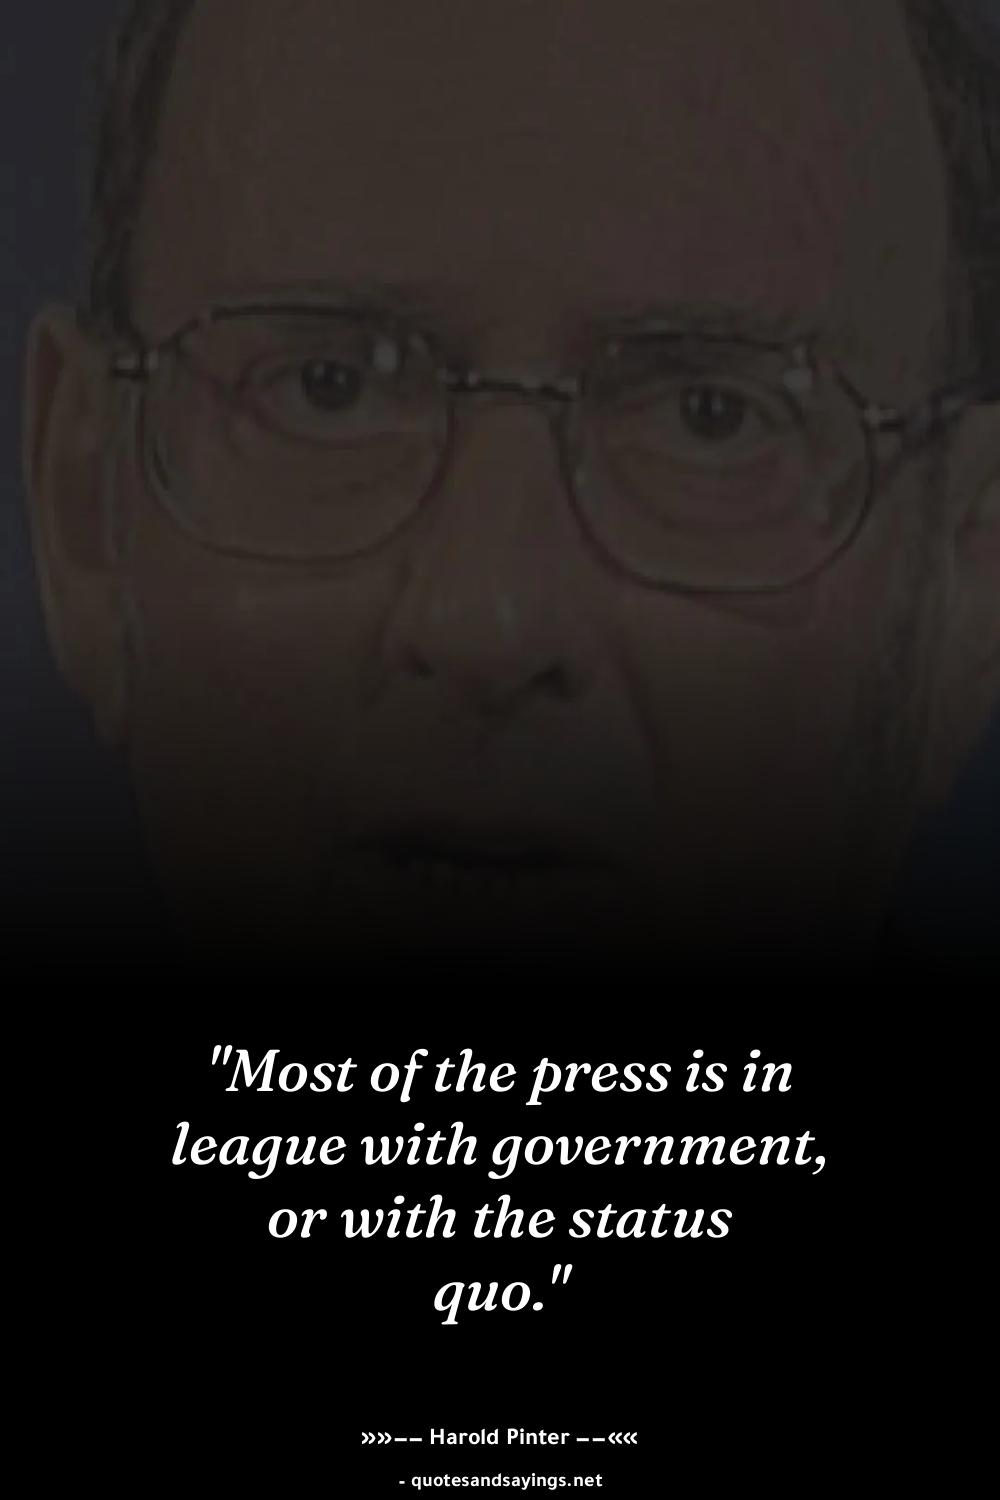 "Most of the press is in
league with government,
or with the status
quo."
»»−− Harold Pinter −−««
- quotesandsayings.net